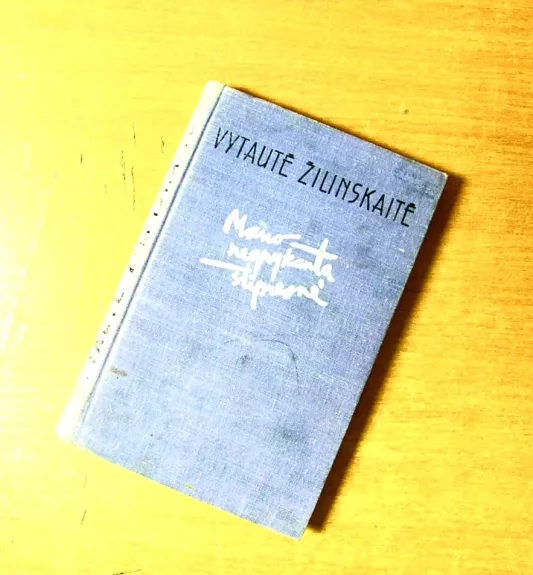 VYTAUTĖ ŽILINSKAITĖ
Mano
neapykanta
stipresnė